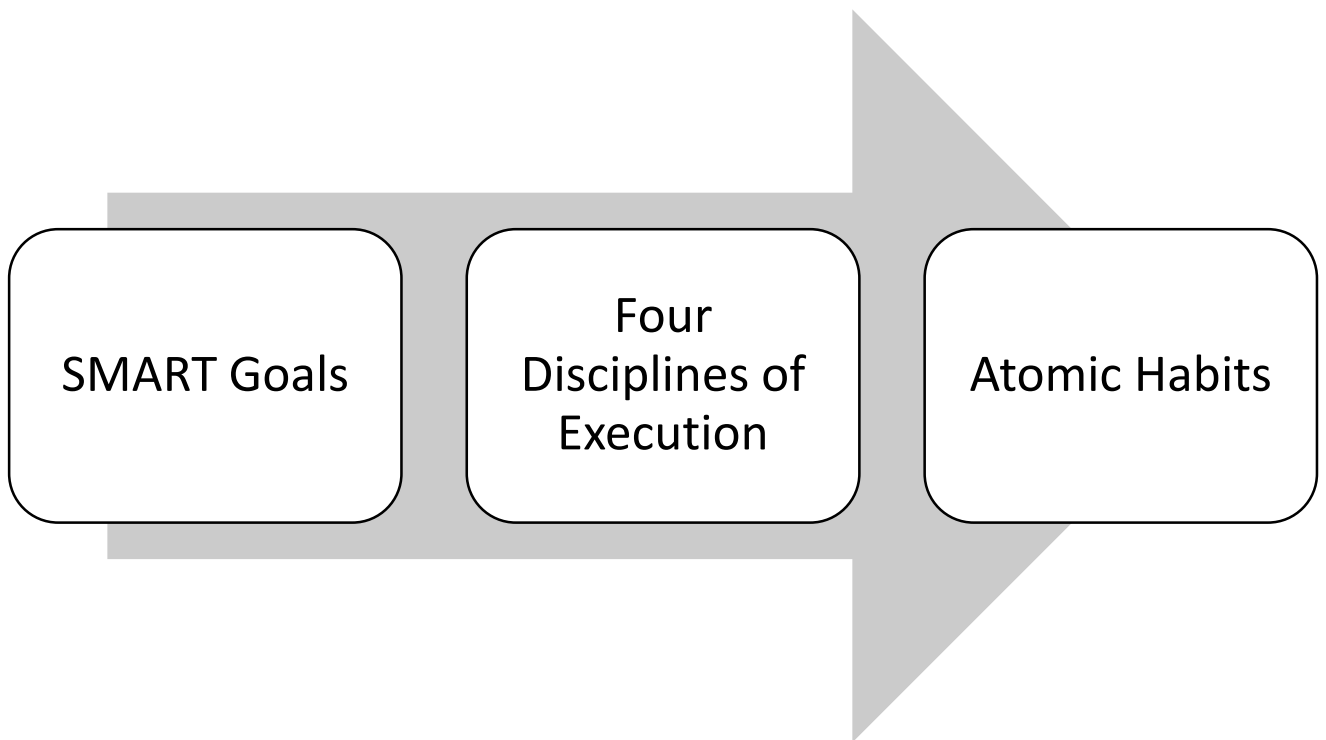 SMART Goals
Four
Disciplines of
Execution
Atomic Habits